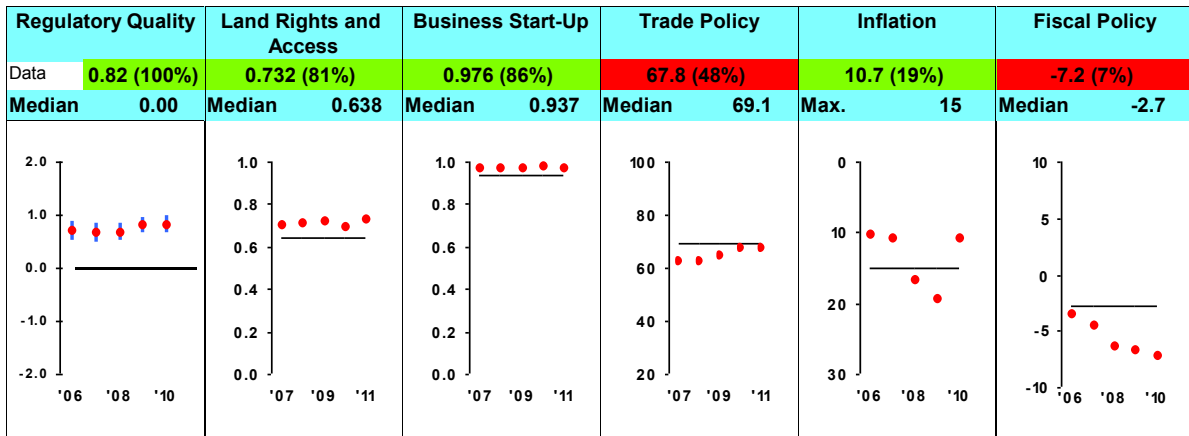 Regulatory Quality
Land Rights and
Access
Business Start-Up
Trade Policy
Inflation
Fiscal Policy
Data 0.82 (100%)
0.732 (81%)
0.976 (86%)
67.8 (48%)
10.7 (19%)
-7.2 (7%)
Median 0.00
Median 0.638
Median 0.937
Median 69.1
Max. 15
Median -2.7
2.0
1.0
0.0
-1.0
-2.0
'06 '08 '10
1.0
0.8
0.6
0.4
0.2
0.0
'07 '09 '11
1.0
0.8
0.6
0.4
0.2
0.0
'07 '09 '11
100
80
60
40
20
'07 '09 '11
0
10
20
30
'06 '08 '10
10
5
0
-5
-10
'06 '08 '10